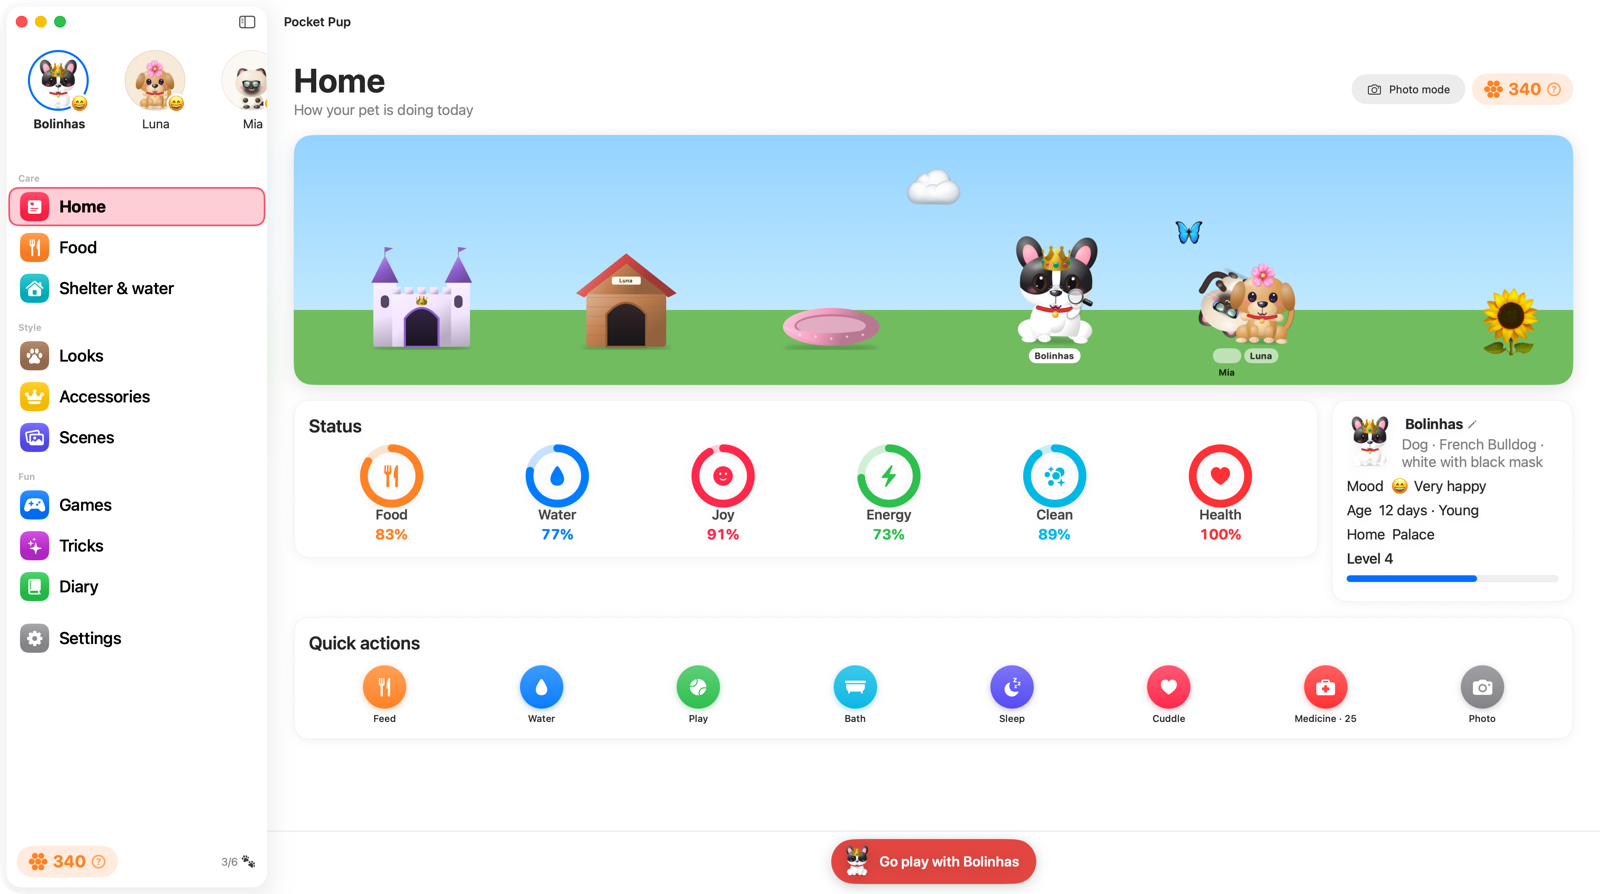 Pocket Pup
Bolinhas
Luna
Mia
Care
Home
Food
Shelter & water
Style
Looks
Accessories
Scenes
Fun
Games
Tricks
Diary
Settings
340 ?
3/6
Home
How your pet is doing today
Photo mode
340 ?
Luna
Bolinhas
Luna
Mia
Status
Food
83%
Water
77%
Joy
91%
Energy
73%
Clean
89%
Health
100%
Bolinhas
Dog · French Bulldog ·
white with black mask
Mood 😄 Very happy
Age 12 days · Young
Home Palace
Level 4
Quick actions
Feed
Water
Play
Bath
Sleep
Cuddle
Medicine · 25
Photo
Go play with Bolinhas